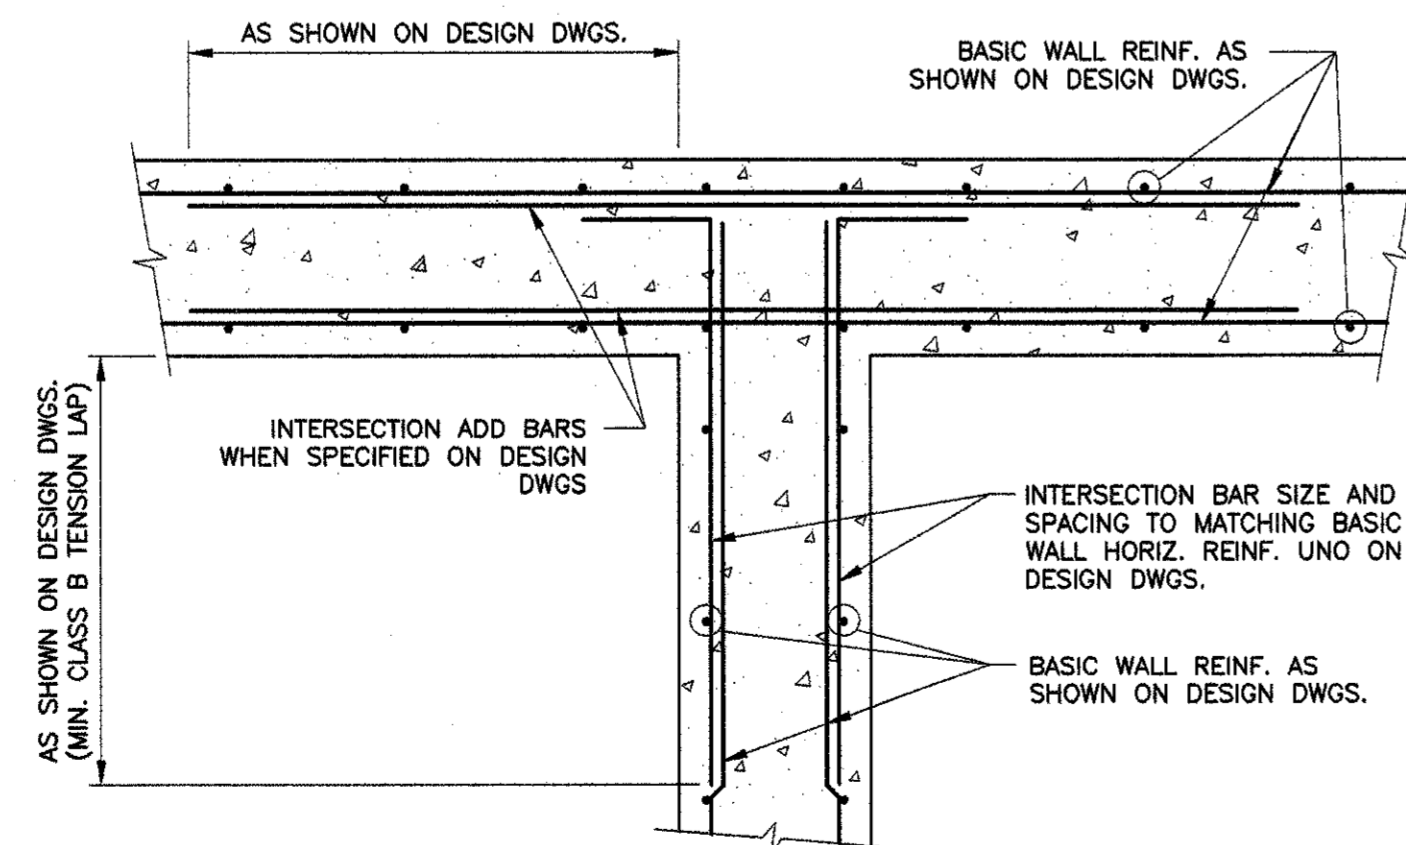 AS SHOWN ON DESIGN DWGS.
BASIC WALL REINF. AS
SHOWN ON DESIGN DWGS.
AS SHOWN ON DESIGN DWGS.
(MIN. CLASS B TENSION LAP)
INTERSECTION ADD BARS
WHEN SPECIFIED ON DESIGN
DWGS
INTERSECTION BAR SIZE AND
SPACING TO MATCHING BASIC
WALL HORIZ. REINF. UNO ON
DESIGN DWGS.
BASIC WALL REINF. AS
SHOWN ON DESIGN DWGS.